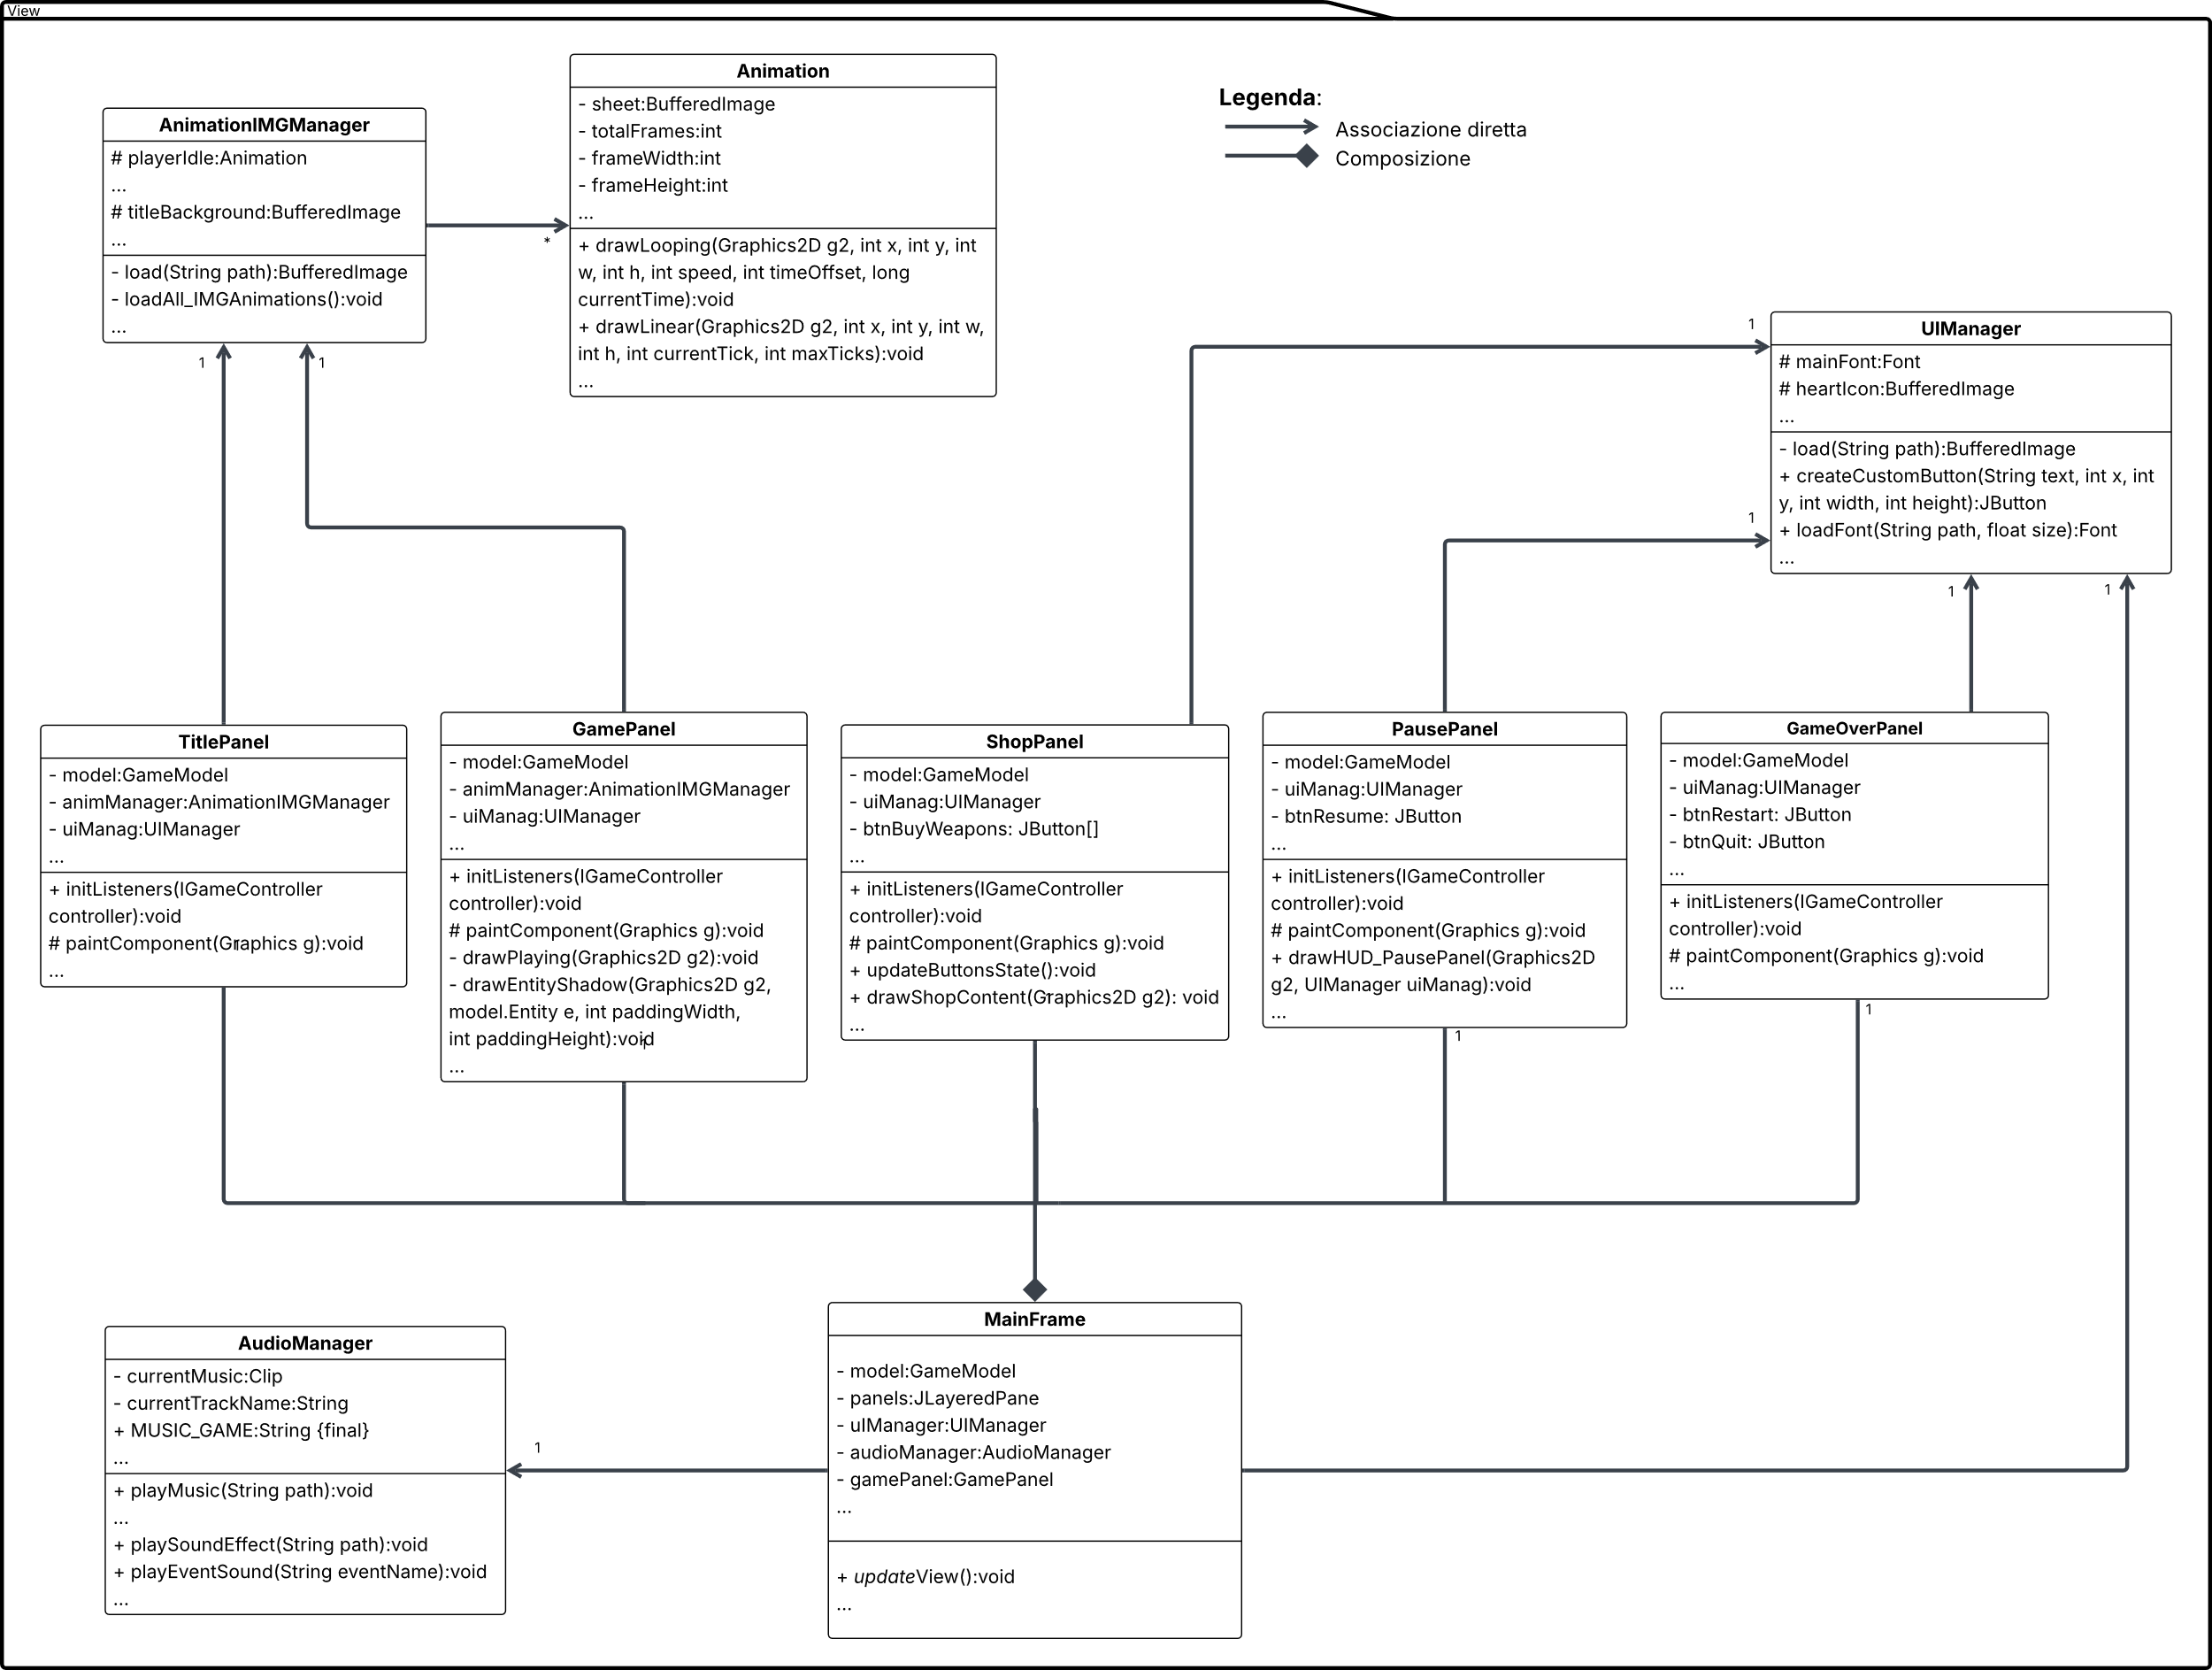 View
Animation
- sheet:BufferedImage
- totalFrames:int
- frameWidth:int
- frameHeight:int
...
+ drawLooping(Graphics2D g2, int x, int y, int
w, int h, int speed, int timeOffset, long
currentTime):void
+ drawLinear(Graphics2D g2, int x, int y, int w,
int h, int currentTick, int maxTicks):void
...
AnimationIMGManager
# playerIdle:Animation
...
# titleBackground:BufferedImage
...
- load(String path):BufferedImage
- loadAll_IMGAnimations():void
...
*
1
1
Legenda:
Associazione diretta
Composizione
UIManager
# mainFont:Font
# heartIcon:BufferedImage
...
- load(String path):BufferedImage
+ createCustomButton(String text, int x, int
y, int width, int height):JButton
+ loadFont(String path, float size):Font
...
1
1
1
1
TitlePanel
- model:GameModel
- animManager:AnimationIMGManager
- uiManag:UIManager
...
+ initListeners(IGameController
controller):void
# paintComponent(Graphics g):void
...
GamePanel
- model:GameModel
- animManager:AnimationIMGManager
- uiManag:UIManager
...
+ initListeners(IGameController
controller):void
# paintComponent(Graphics g):void
- drawPlaying(Graphics2D g2):void
- drawEntityShadow(Graphics2D g2,
model.Entity e, int paddingWidth,
int paddingHeight):void
...
ShopPanel
- model:GameModel
- uiManag:UIManager
- btnBuyWeapons: JButton[]
...
+ initListeners(IGameController
controller):void
# paintComponent(Graphics g):void
+ updateButtonsState():void
+ drawShopContent(Graphics2D g2): void
...
PausePanel
- model:GameModel
- uiManag:UIManager
- btnResume: JButton
...
+ initListeners(IGameController
controller):void
# paintComponent(Graphics g):void
+ drawHUD_PausePanel(Graphics2D
g2, UIManager uiManag):void
...
1
GameOverPanel
- model:GameModel
- uiManag:UIManager
- btnRestart: JButton
- btnQuit: JButton
...
+ initListeners(IGameController
controller):void
# paintComponent(Graphics g):void
...
1
AudioManager
- currentMusic:Clip
- currentTrackName:String
+ MUSIC_GAME:String {final}
...
+ playMusic(String path):void
...
+ playSoundEffect(String path):void
+ playEventSound(String eventName):void
...
1
MainFrame
- model:GameModel
- panels:JLayeredPane
- uIManager:UIManager
- audioManager:AudioManager
- gamePanel:GamePanel
...
+ updateView():void
...